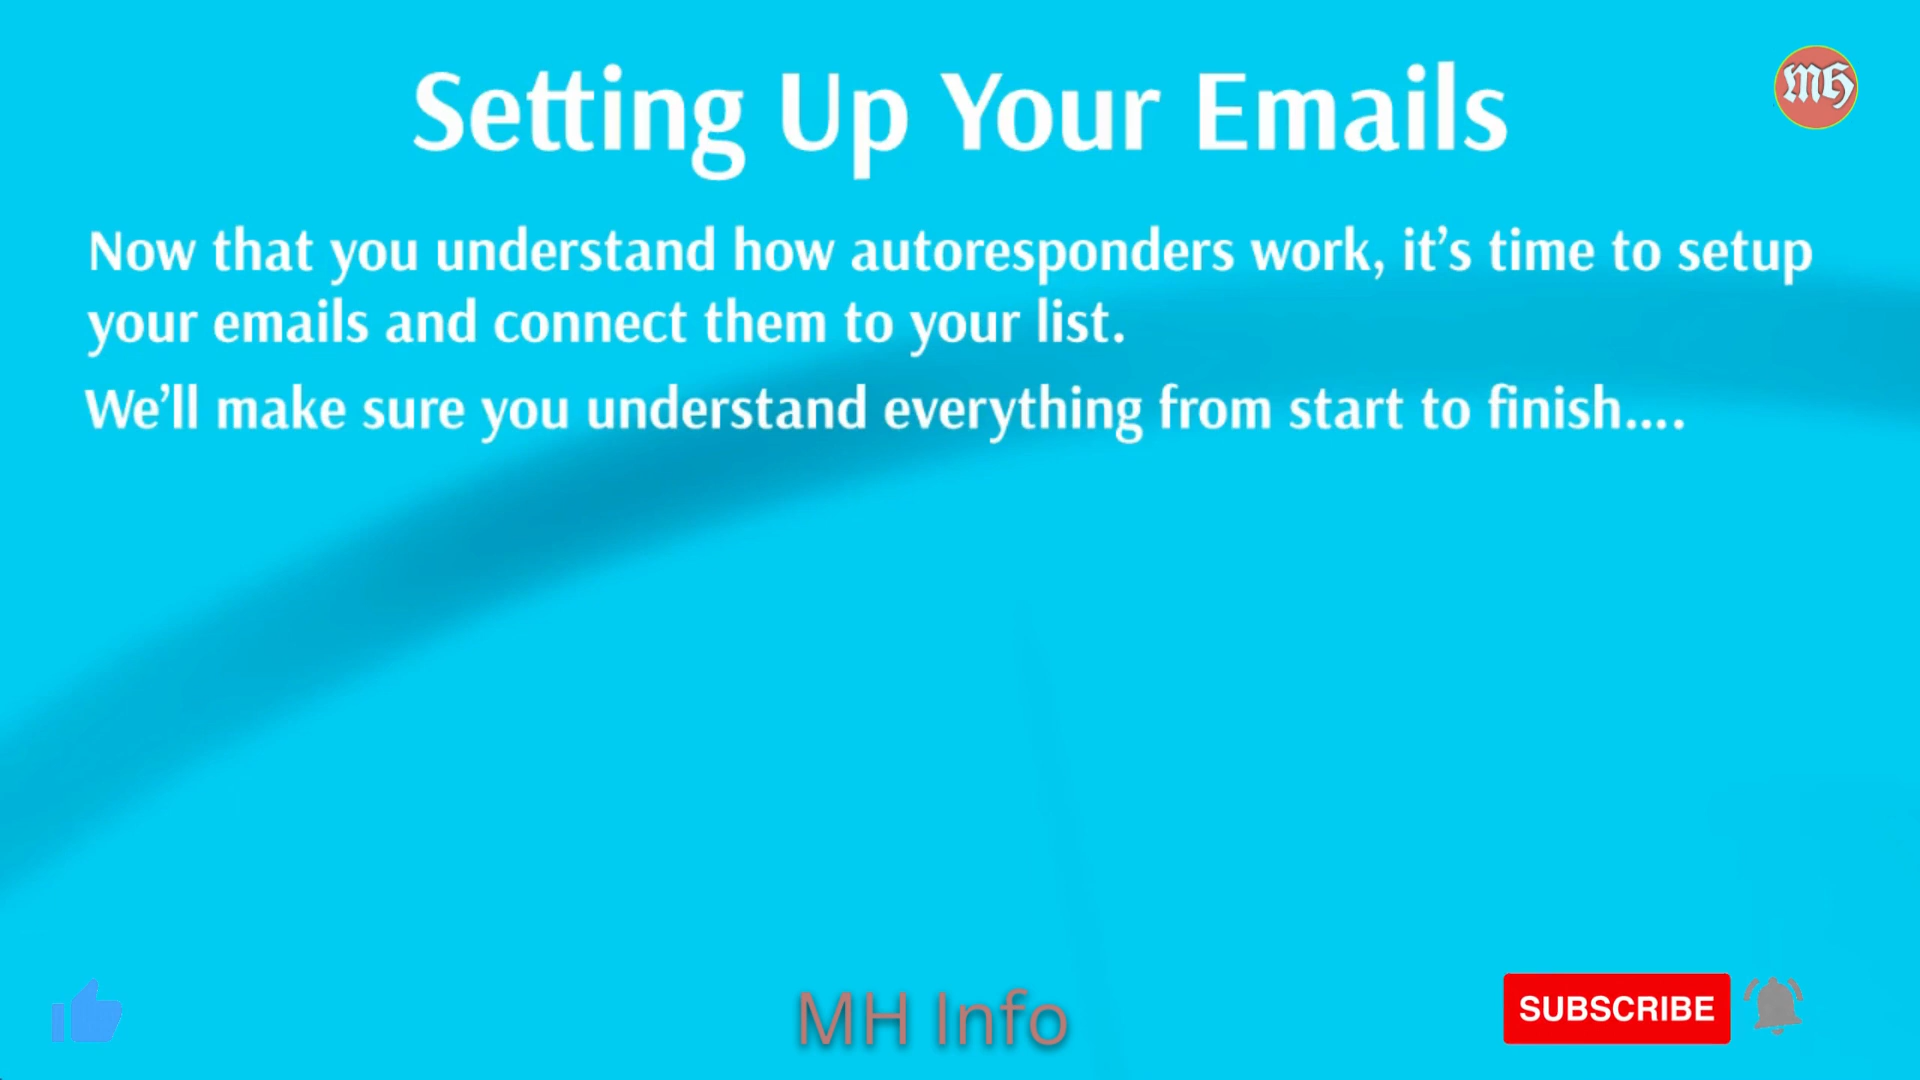 Setting Up Your Emails
MH
Now that you understand how autoresponders work, it’s time to setup
your emails and connect them to your list.
We’ll make sure you understand everything from start to finish....
MH Info
SUBSCRIBE